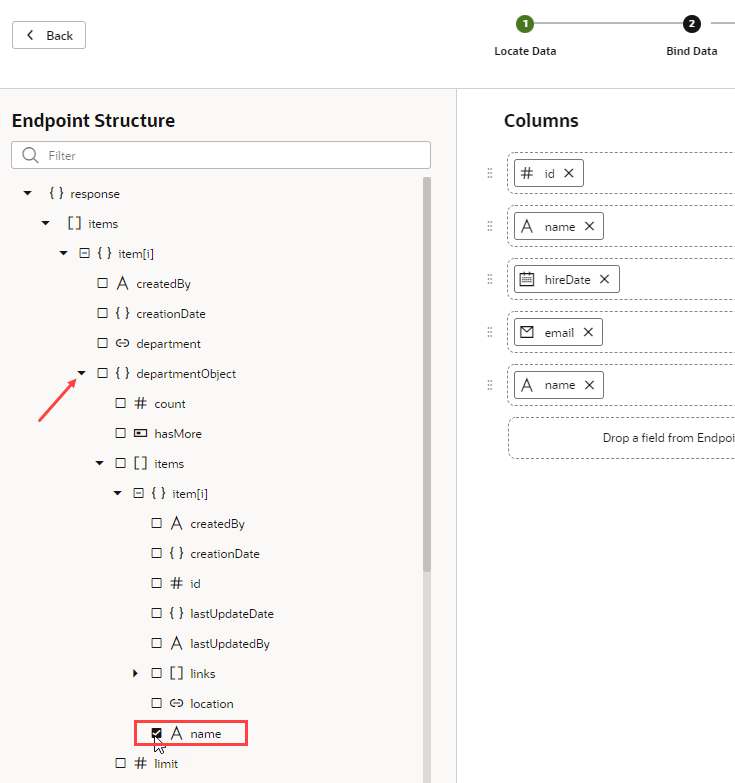 Back
1
2
Locate Data
Bind Data
Endpoint Structure
Filter
{ } response
[ ] items
{ } item[i]
A createdBy
{ } creationDate
department
{ } departmentObject
# count
hasMore
[ ] items
{ } item[i]
A createdBy
{ } creationDate
# id
{ } lastUpdateDate
A lastUpdatedBy
[ ] links
location
A name
# limit
Columns
# id
A name
hireDate
email
A name
Drop a field from